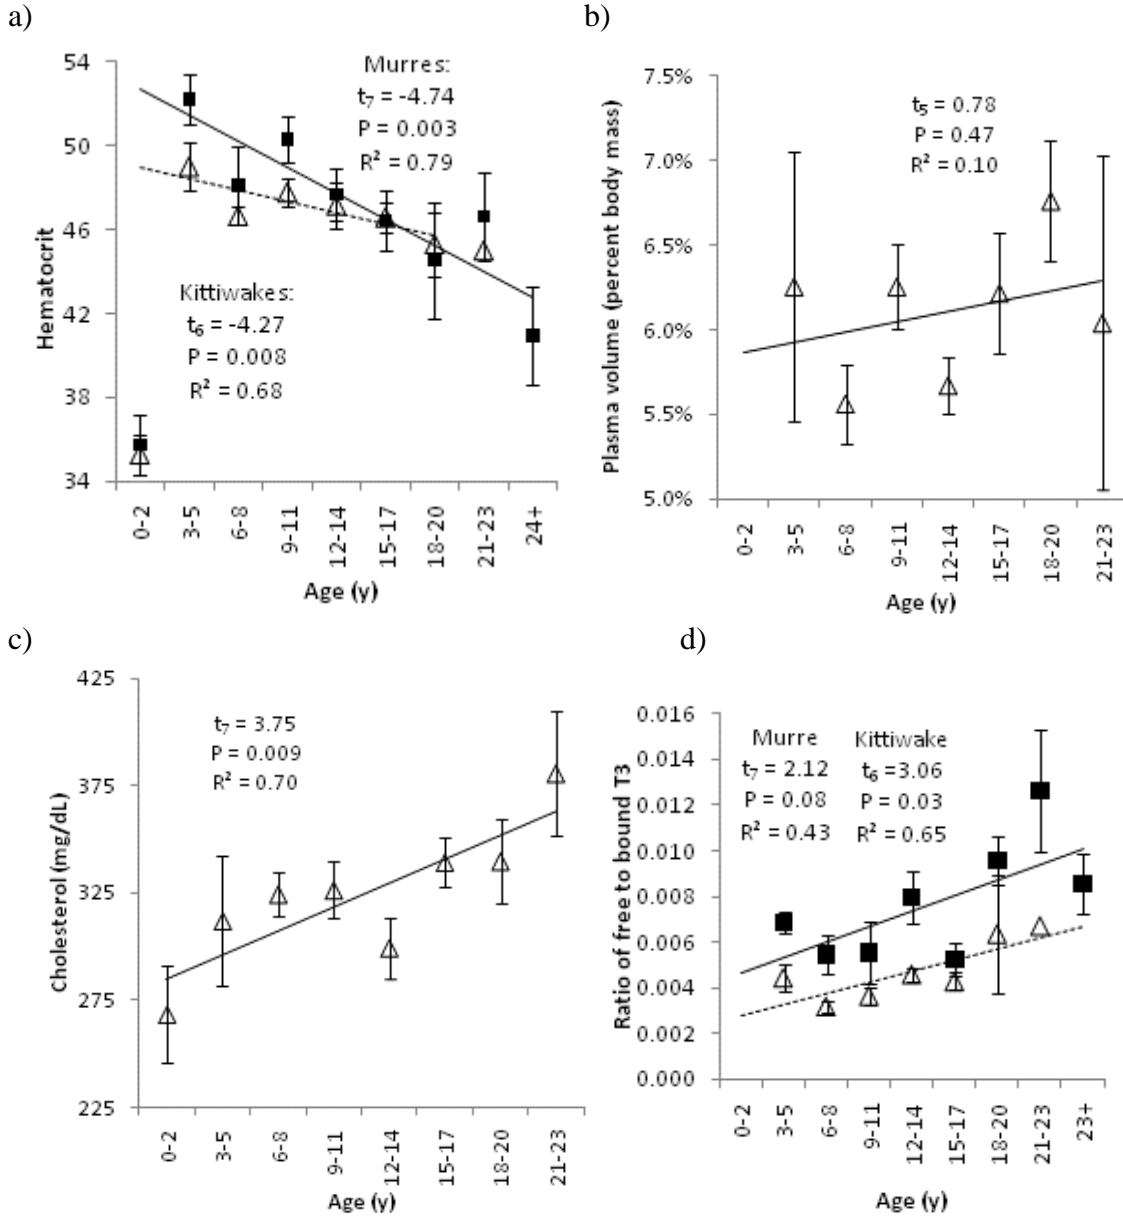 a)
54
50
46
42
38
34
Hematocrit
Murres:
t₇ = -4.74
P = 0.003
R² = 0.79
Kittiwakes:
t₆ = -4.27
P = 0.008
R² = 0.68
0-2
3-5
6-8
9-11
12-14
15-17
18-20
21-23
24+
Age (y)
b)
7.5%
7.0%
6.5%
6.0%
5.5%
5.0%
Plasma volume (percent body mass)
t₅ = 0.78
P = 0.47
R² = 0.10
0-2
3-5
6-8
9-11
12-14
15-17
18-20
21-23
Age (y)
c)
425
375
325
275
225
Cholesterol (mg/dL)
t₇ = 3.75
P = 0.009
R² = 0.70
0-2
3-5
6-8
9-11
12-14
15-17
18-20
21-23
Age (y)
d)
0.016
0.014
0.012
0.010
0.008
0.006
0.004
0.002
0.000
Ratio of free to bound T3
Murre Kittiwake
t₇ = 2.12 t₆ =3.06
P = 0.08 P = 0.03
R² = 0.43 R² = 0.65
0-2
3-5
6-8
9-11
12-14
15-17
18-20
21-23
23+
Age (y)